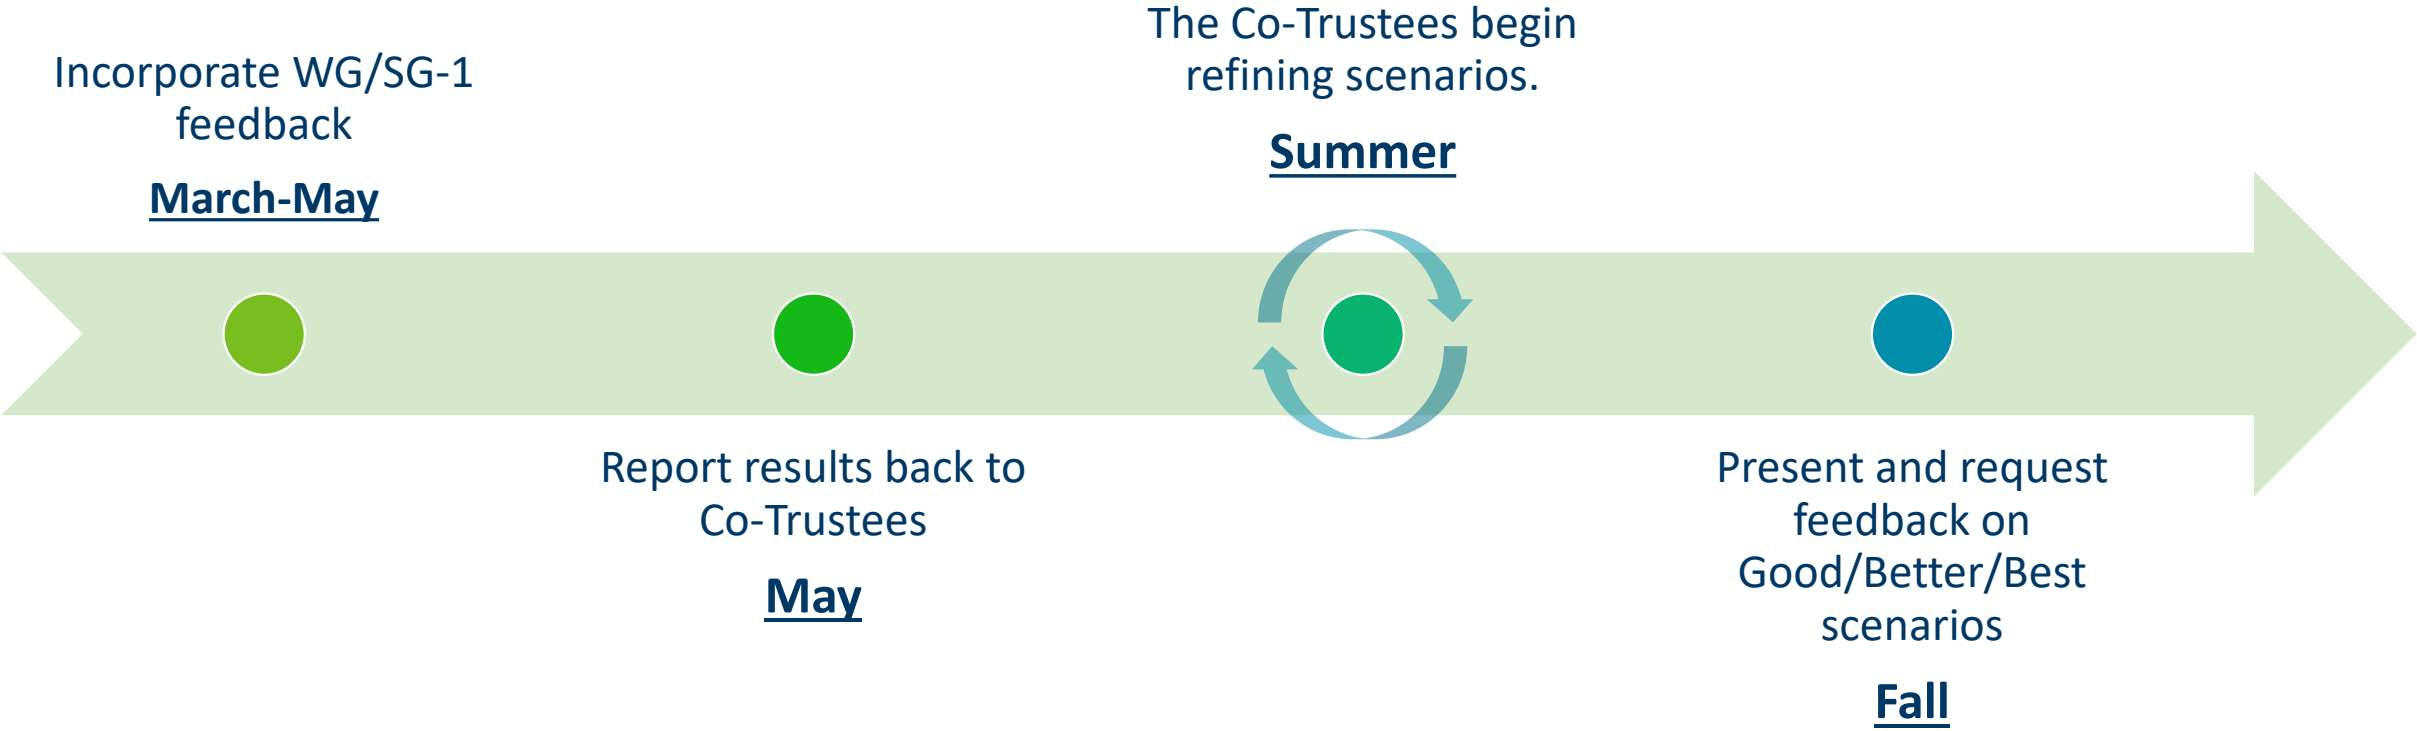 Incorporate WG/SG-1
feedback
March-May
Report results back to
Co-Trustees
May
The Co-Trustees begin
refining scenarios.
Summer
Present and request
feedback on
Good/Better/Best
scenarios
Fall